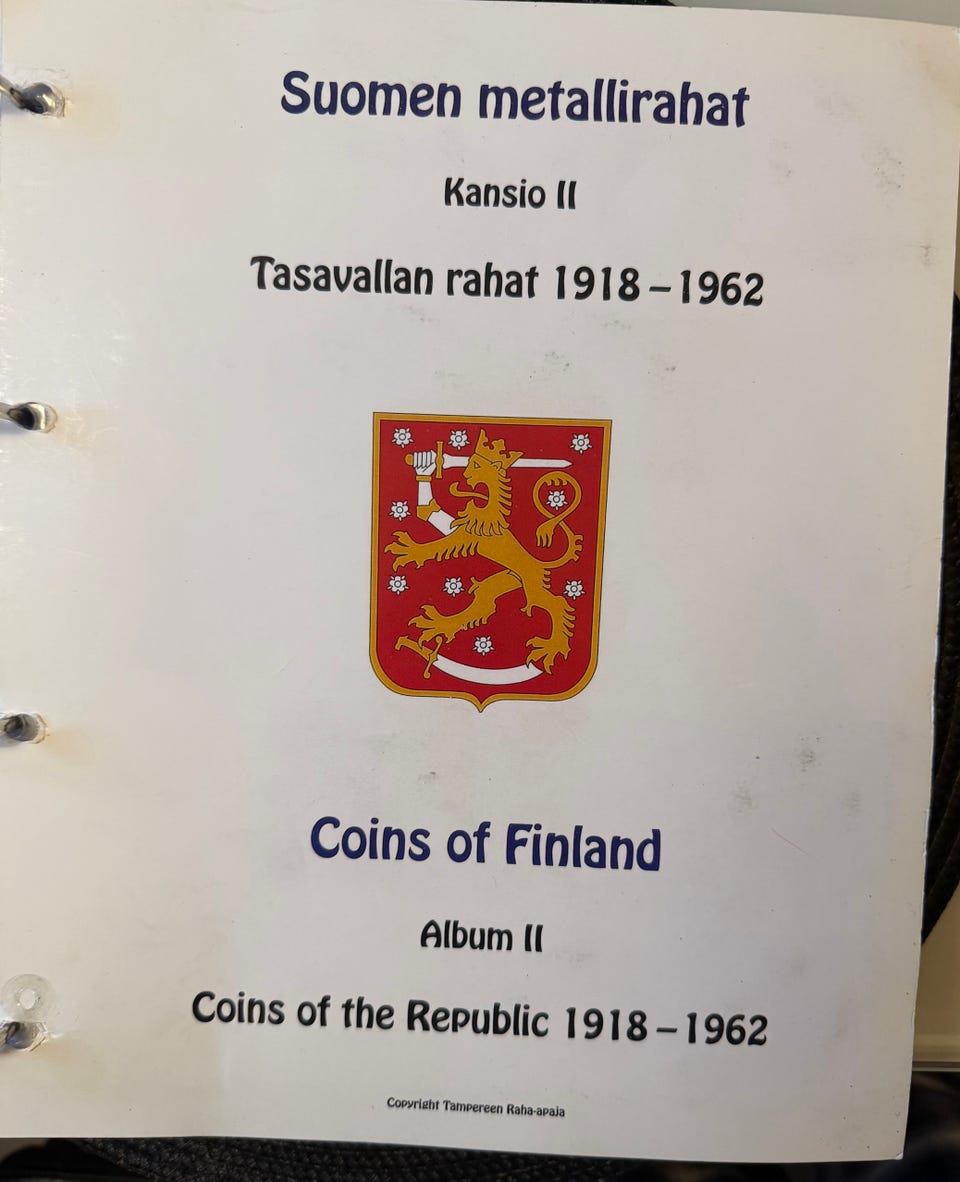 Suomen metallirahat
Kansio II
Tasavallan rahat 1918 – 1962
Coins of Finland
Album II
Coins of the Republic 1918 – 1962
Copyright Tampereen Raha-apaja